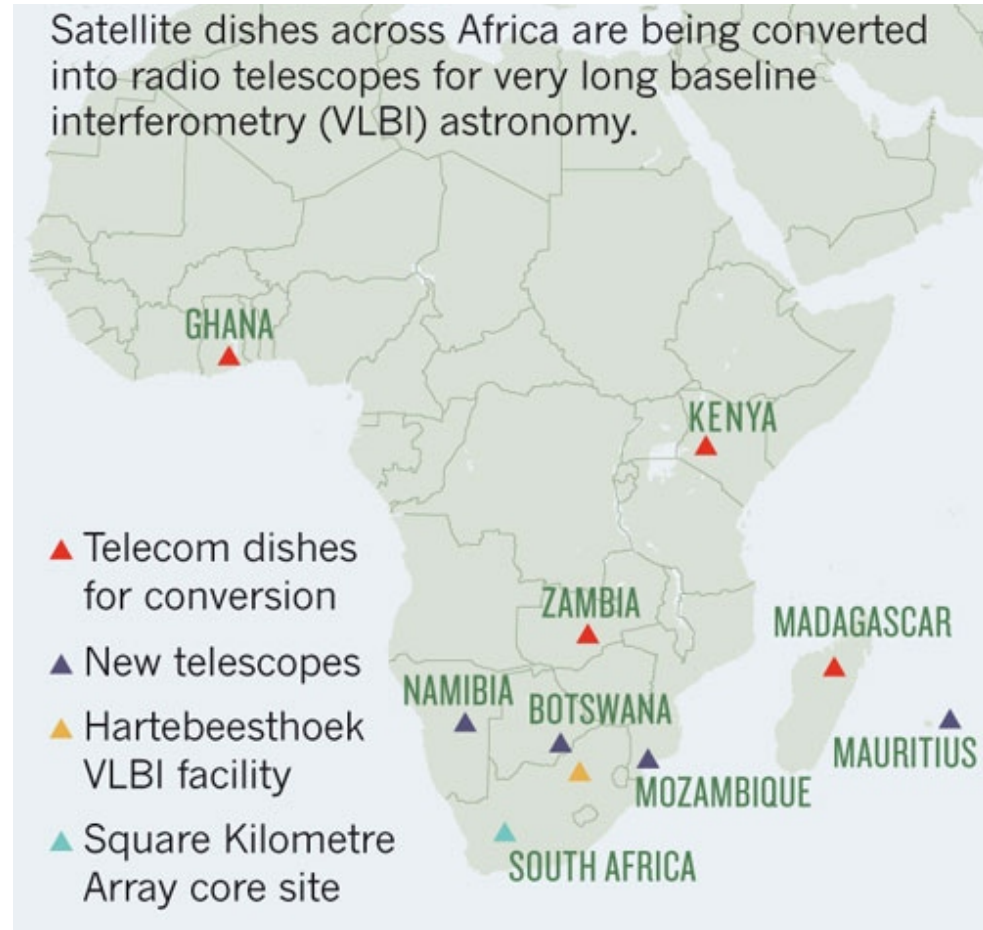 Satellite dishes across Africa are being converted
into radio telescopes for very long baseline
interferometry (VLBI) astronomy.
GHANA
KENYA
Telecom dishes
for conversion
ZAMBIA
MADAGASCAR
New telescopes
NAMIBIA
BOTSWANA
Hartebeesthoek
VLBI facility
MAURITIUS
MOZAMBIQUE
Square Kilometre
Array core site
SOUTH AFRICA